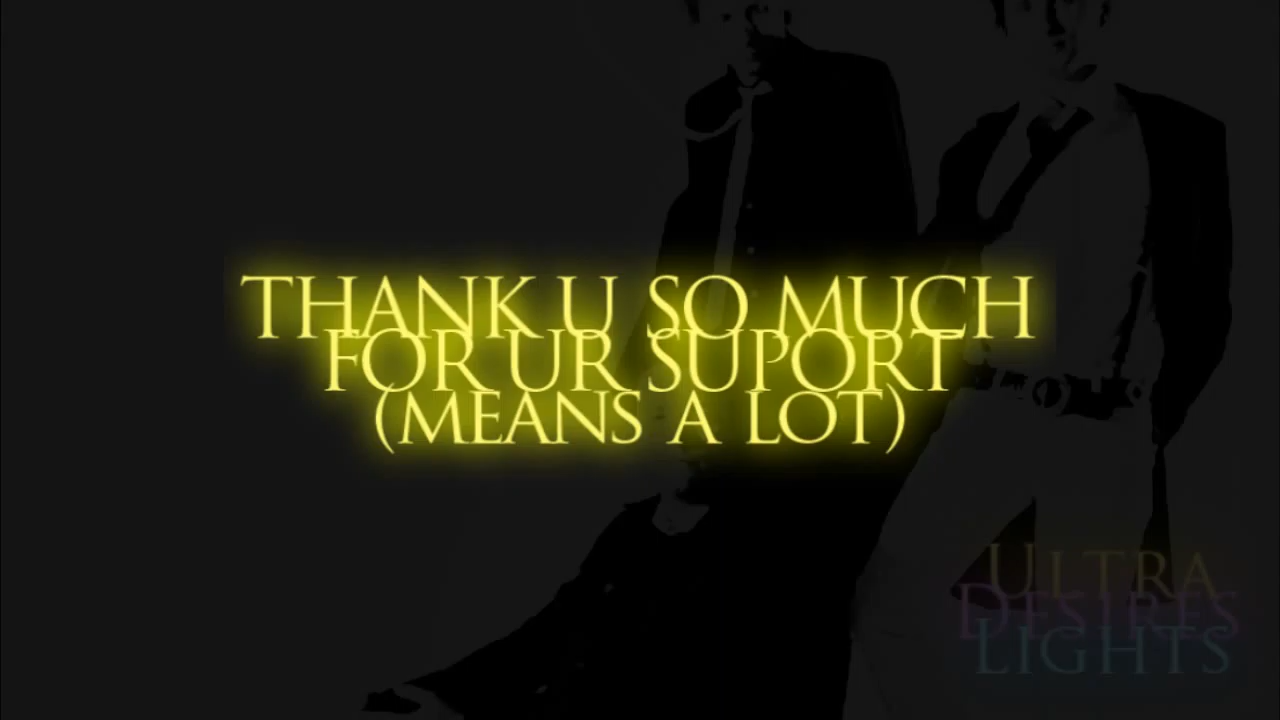 THANK U SO MUCH
FOR UR SUPORT
(MEANS A LOT)
ULTRA
DESIRES
LIGHTS